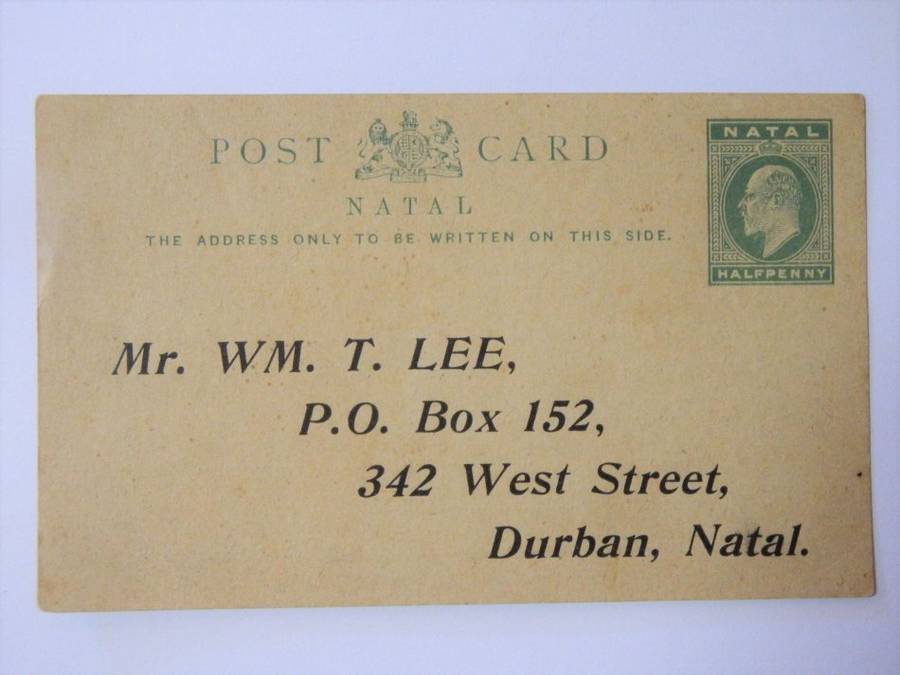 POST CARD
NATAL
THE ADDRESS ONLY TO BE WRITTEN ON THIS SIDE.
NATAL
HALFPENNY
Mr. WM. T. LEE,
P.O. Box 152,
342 West Street,
Durban, Natal.